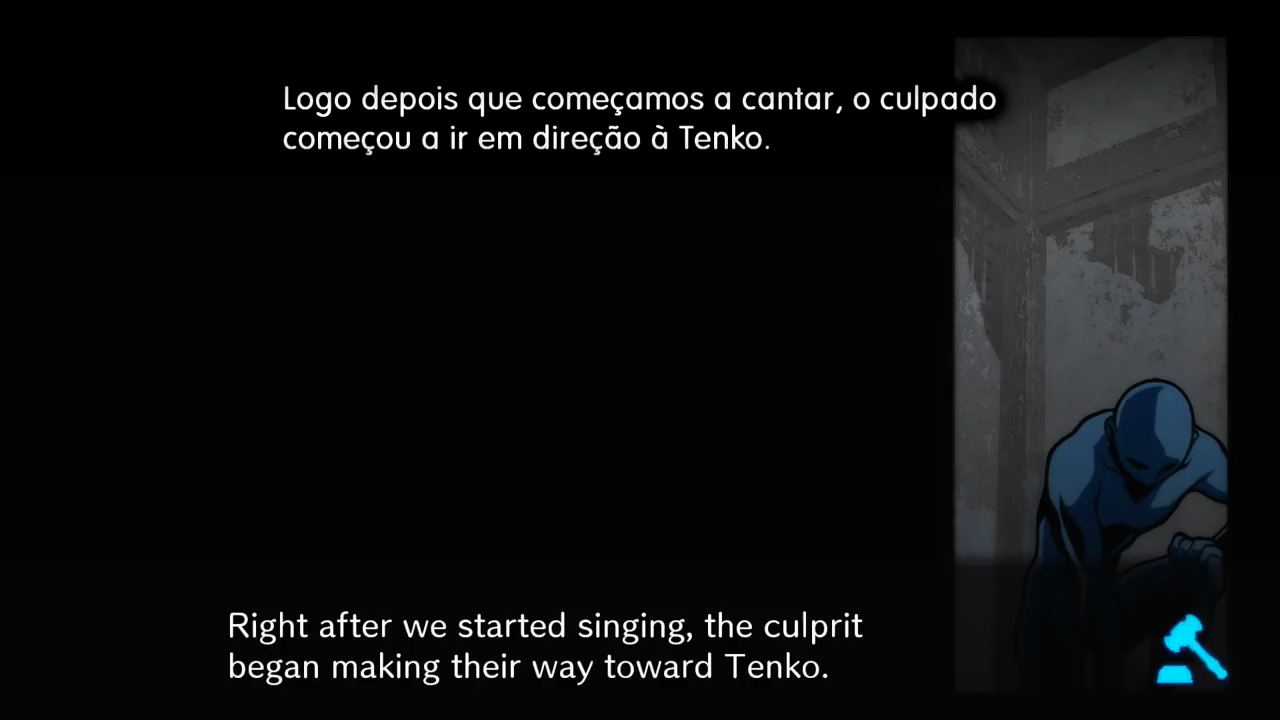 Logo depois que começamos a cantar, o culpado
começou a ir em direção à Tenko.
Right after we started singing, the culprit
began making their way toward Tenko.